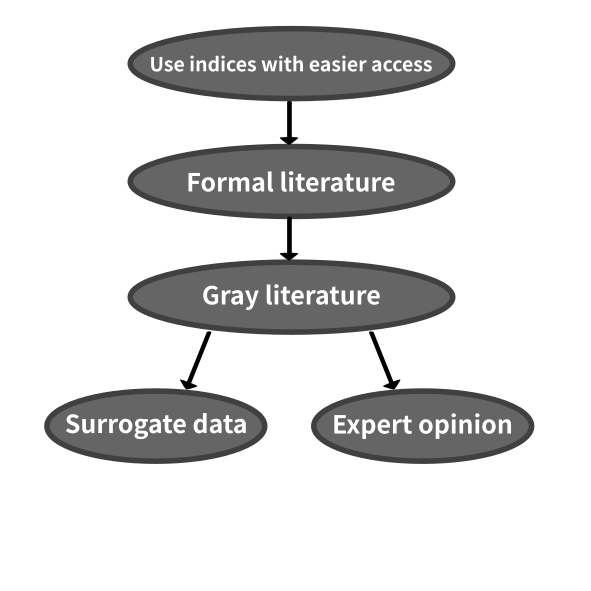 Use indices with easier access
Formal literature
Gray literature
Surrogate data
Expert opinion